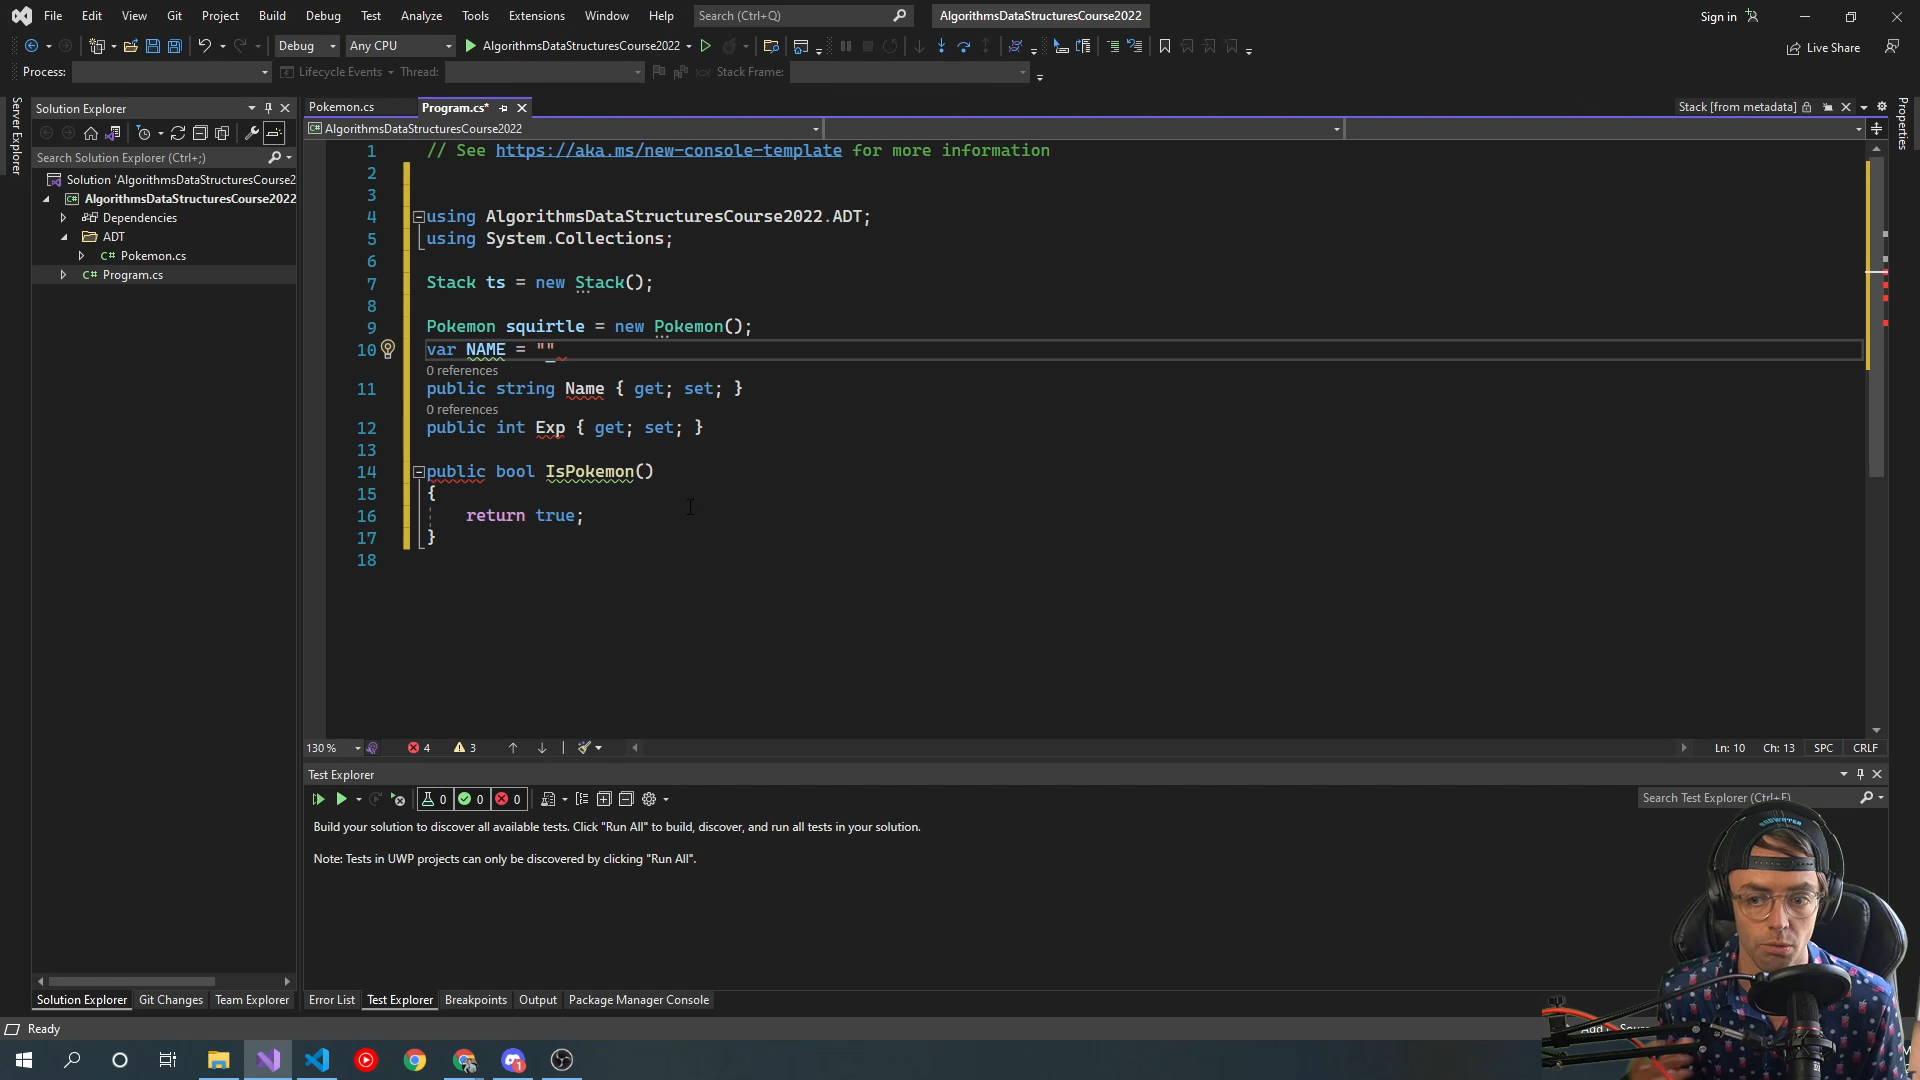 File Edit View Git Project Build Debug Test Analyze Tools Extensions Window Help Search (Ctrl+Q) AlgorithmsDataStructuresCourse2022 Sign in
Debug Any CPU AlgorithmsDataStructuresCourse2022 Live Share
Process: Lifecycle Events Thread: Stack Frame:
Server Explorer
Solution Explorer
Search Solution Explorer (Ctrl+;)
Solution 'AlgorithmsDataStructuresCourse2
AlgorithmsDataStructuresCourse2022
Dependencies
ADT
C# Pokemon.cs
C# Program.cs
Pokemon.cs Program.cs* Stack [from metadata]
Properties
C# AlgorithmsDataStructuresCourse2022
1 // See https://aka.ms/new-console-template for more information
2
3
4 using AlgorithmsDataStructuresCourse2022.ADT;
5 using System.Collections;
6
7 Stack ts = new Stack();
8
9 Pokemon squirtle = new Pokemon();
10 var NAME = ""
0 references
11 public string Name { get; set; }
0 references
12 public int Exp { get; set; }
13
14 public bool IsPokemon()
15 {
16 return true;
17 }
18
130 % 4 3 Ln: 10 Ch: 13 SPC CRLF
Test Explorer
0 0 0 Search Test Explorer (Ctrl+E)
Build your solution to discover all available tests. Click "Run All" to build, discover, and run all tests in your solution.
Note: Tests in UWP projects can only be discovered by clicking "Run All".
Solution Explorer Git Changes Team Explorer Error List Test Explorer Breakpoints Output Package Manager Console
Ready
1